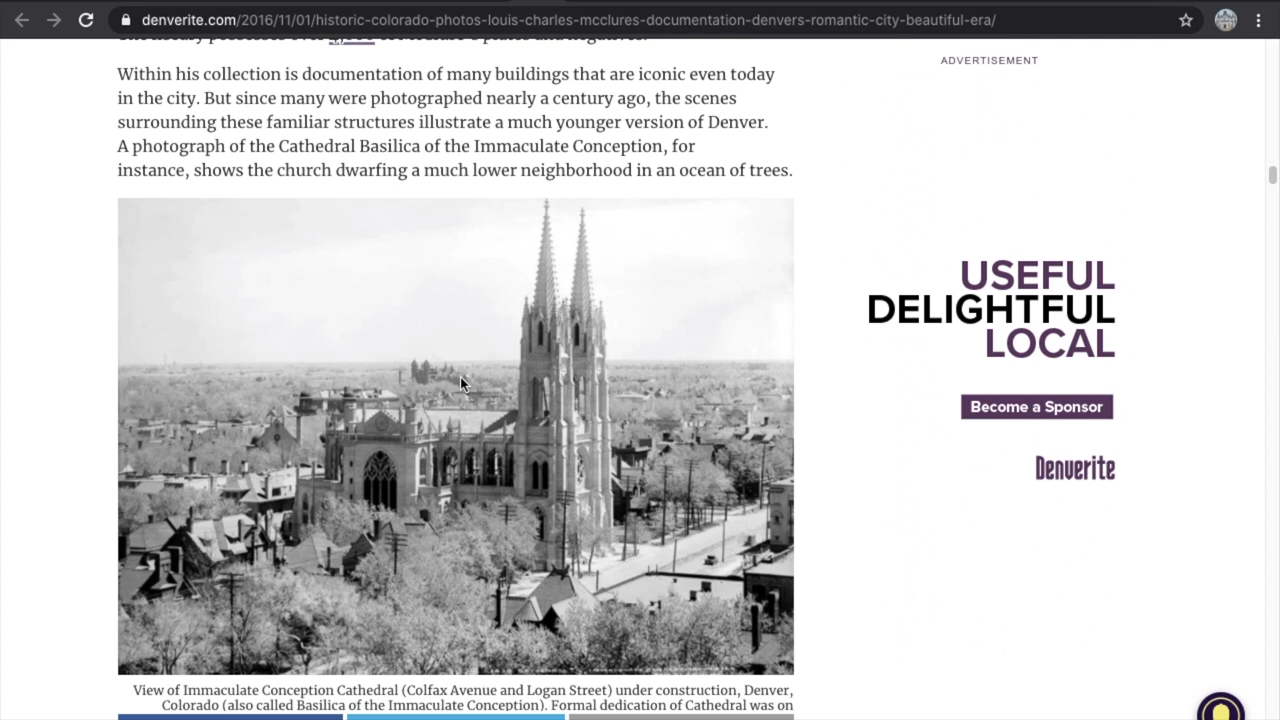 denverite.com/2016/11/01/historic-colorado-photos-louis-charles-mcclures-documentation-denvers-romantic-city-beautiful-era/
ADVERTISEMENT
Within his collection is documentation of many buildings that are iconic even today
in the city. But since many were photographed nearly a century ago, the scenes
surrounding these familiar structures illustrate a much younger version of Denver.
A photograph of the Cathedral Basilica of the Immaculate Conception, for
instance, shows the church dwarfing a much lower neighborhood in an ocean of trees.
USEFUL
DELIGHTFUL
LOCAL
Become a Sponsor
Denverite
View of Immaculate Conception Cathedral (Colfax Avenue and Logan Street) under construction, Denver,
Colorado (also called Basilica of the Immaculate Conception). Formal dedication of Cathedral was on